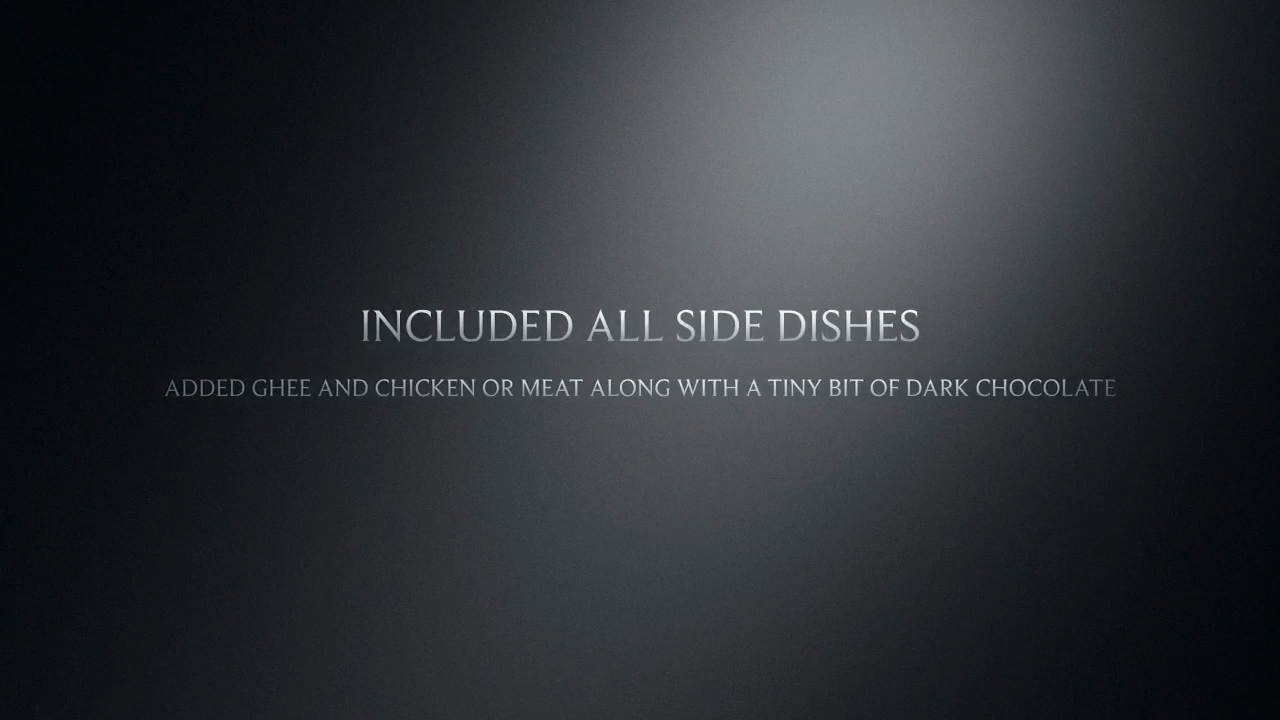 INCLUDED ALL SIDE DISHES
ADDED GHEE AND CHICKEN OR MEAT ALONG WITH A TINY BIT OF DARK CHOCOLATE